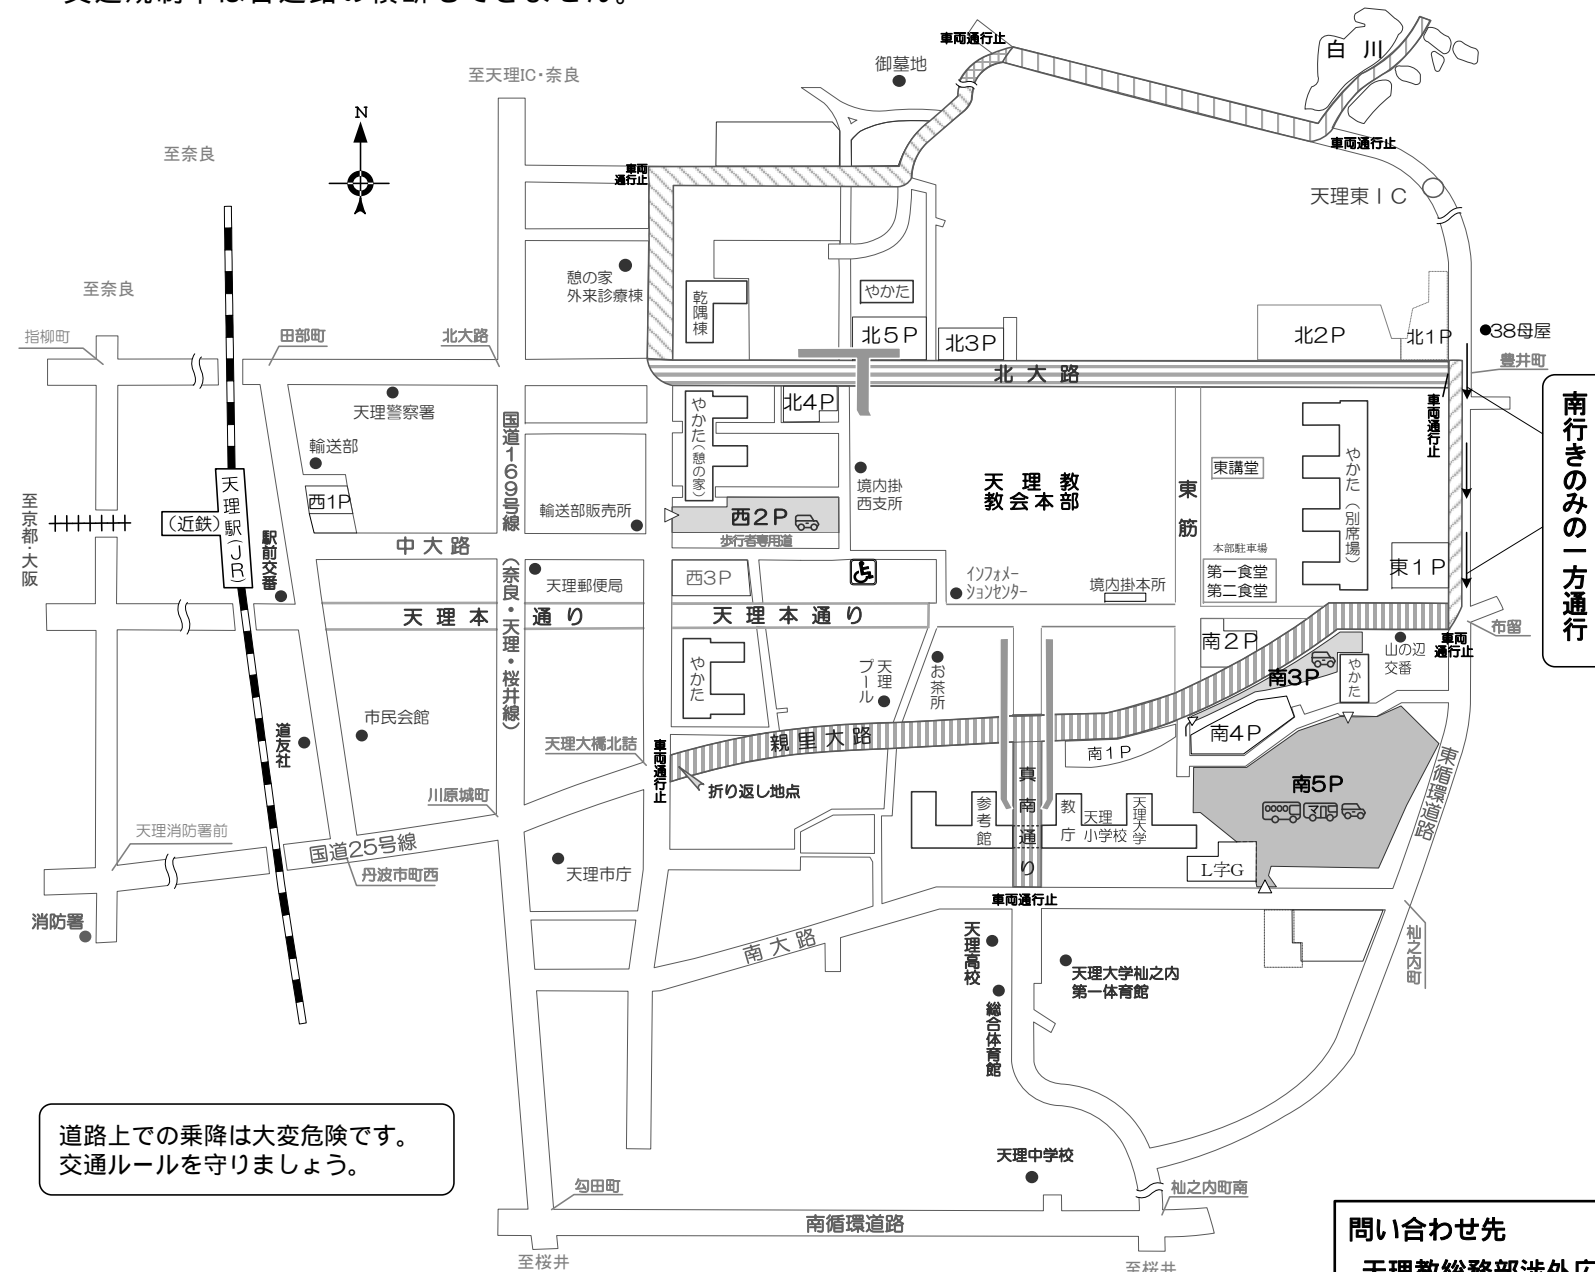 車両通行止
白川
至天理IC・奈良
御墓地
N
至奈良
車両通行止
車両
通行止
天理東IC
憩の家
外来診療棟
至奈良
乾隅棟
やかた
指柳町
田部町
北大路
北5P
北3P
北2P
北1P
38母屋
豊井町
北大路
天理警察署
やかた(憩の家)
北4P
車両通行止
南行きのみの一方通行
国道169号線(奈良・天理・桜井線)
輸送部
境内掛
西支所
天理教
教会本部
東筋
東講堂
やかた(別席場)
至京都・大阪
天理駅(JR)
(近鉄)
西1P
輸送部販売所
西2P
歩行者専用道
駅前交番
中大路
本部駐車場
第一食堂
第二食堂
東1P
天理郵便局
西3P
インフォメー
ションセンター
境内掛本所
天理本通り
天理本通り
布留
車両
通行止
南2P
山の辺
交番
やかた
天理プール
お茶所
南3P
やかた
市民会館
道友社
天理大橋北詰
車両通行止
親里大路
南1P
南4P
東循環道路
折り返し地点
真南通り
南5P
マイクロ
川原城町
参考館
教庁
天理
小学校
天理大学
天理消防署前
国道25号線
丹波市町西
天理市庁
L字G
車両通行止
消防署
南大路
天理高校
杣之内町
天理大学杣之内
第一体育館
総合体育館
道路上での乗降は大変危険です。
交通ルールを守りましょう。
天理中学校
勾田町
杣之内町南
南循環道路
至桜井
至桜井
問い合わせ先